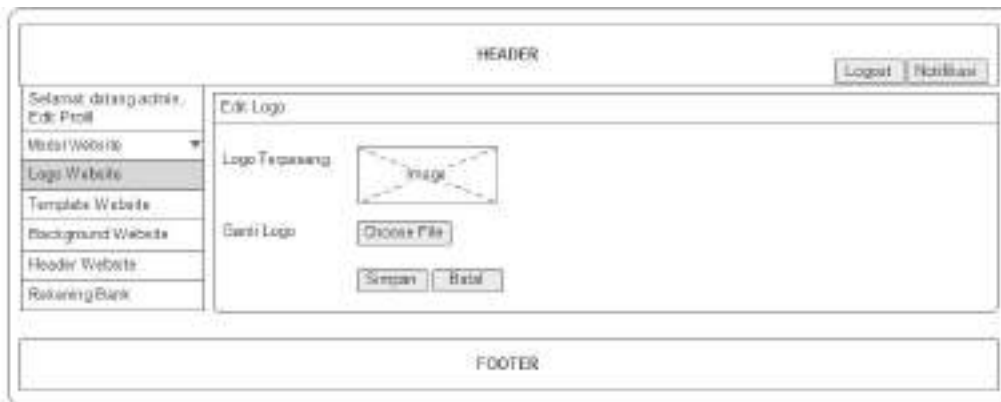 HEADER
Logout Notifikasi
Selamat datang admin,
Edit Profil
Edit Logo
Model Website
Logo Terpasang
Image
Logo Website
Template Website
Ganti Logo
Choose File
Background Website
Header Website
Simpan Batal
Rekening Bank
FOOTER